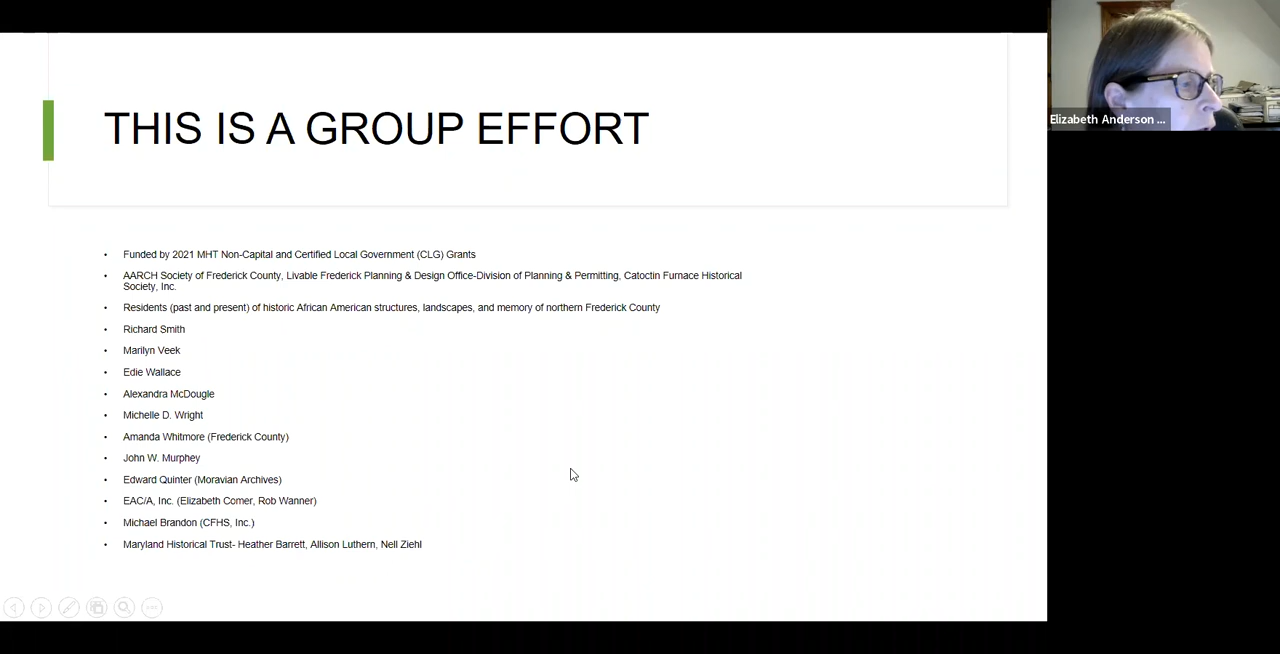 THIS IS A GROUP EFFORT
Elizabeth Anderson ...
• Funded by 2021 MHT Non-Capital and Certified Local Government (CLG) Grants
• AARCH Society of Frederick County, Livable Frederick Planning & Design Office-Division of Planning & Permitting, Catoctin Furnace Historical
Society, Inc.
• Residents (past and present) of historic African American structures, landscapes, and memory of northern Frederick County
• Richard Smith
• Marilyn Veek
• Edie Wallace
• Alexandra McDougle
• Michelle D. Wright
• Amanda Whitmore (Frederick County)
• John W. Murphey
• Edward Quinter (Moravian Archives)
• EAC/A, Inc. (Elizabeth Comer, Rob Wanner)
• Michael Brandon (CFHS, Inc.)
• Maryland Historical Trust- Heather Barrett, Allison Luthern, Nell Ziehl